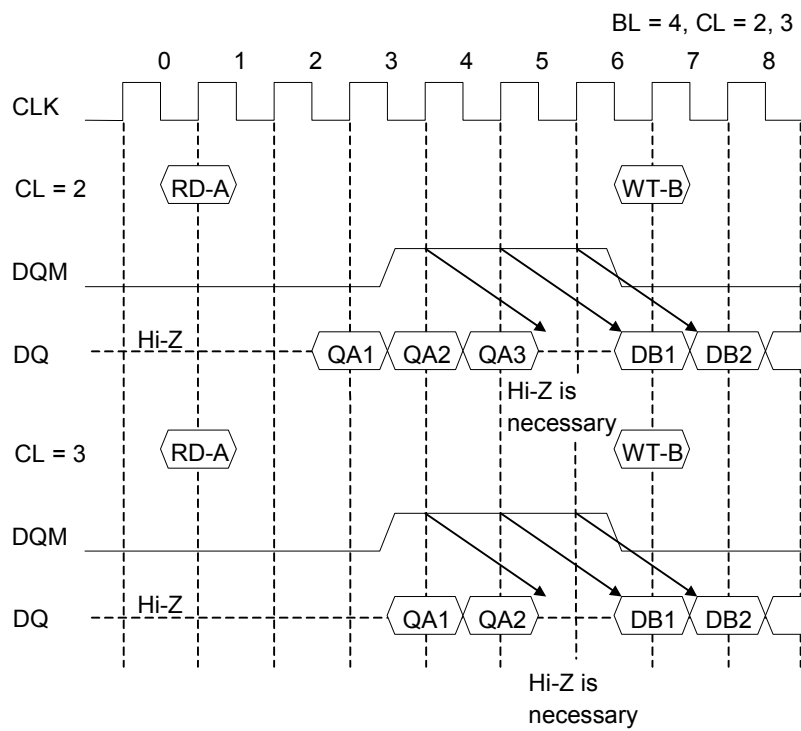 BL = 4, CL = 2, 3
0 1 2 3 4 5 6 7 8
CLK
CL = 2 RD-A WT-B
DQM
DQ Hi-Z QA1 QA2 QA3 DB1 DB2
Hi-Z is
necessary
CL = 3 RD-A WT-B
DQM
DQ Hi-Z QA1 QA2 DB1 DB2
Hi-Z is
necessary